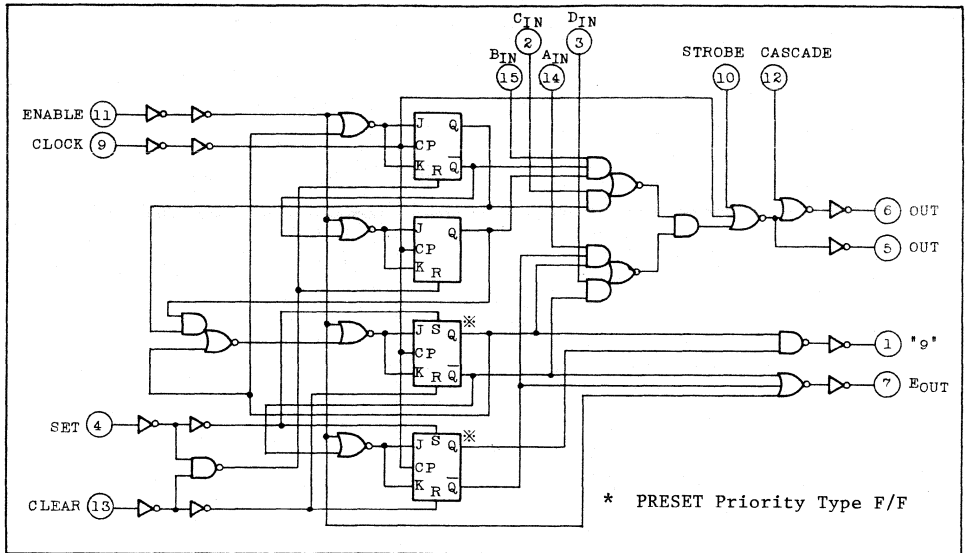 CIN DIN
2 3
BIN AIN STROBE CASCADE
15 14 10 12
ENABLE 11
CLOCK 9
J Q
CP
K R Q̅
6 OUT
J Q
CP
K R
5 OUT
※
J S Q
CP
K R Q̅
1 "9"
7 EOUT
SET 4
※
J S Q
CP
K R Q̅
CLEAR 13
* PRESET Priority Type F/F